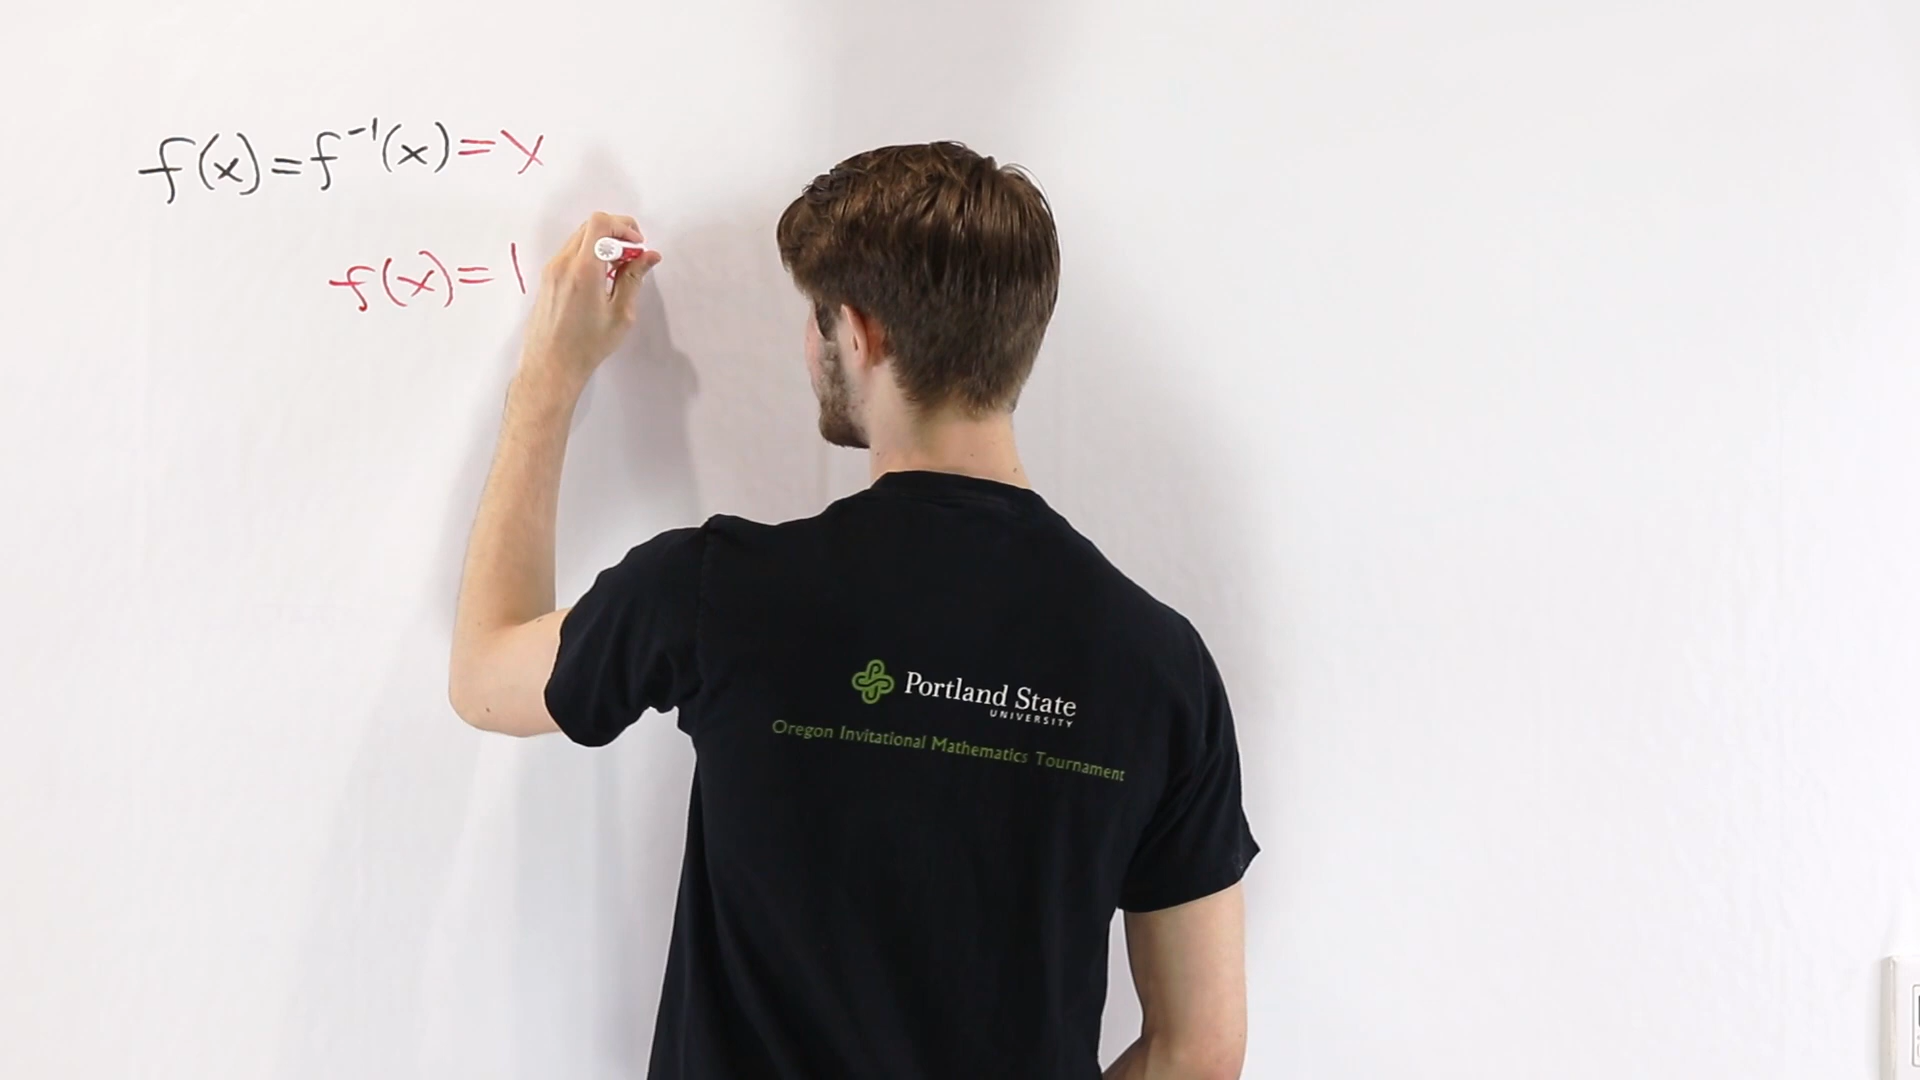 f(x)=f⁻¹(x)=x
f(x)=1
Portland State
UNIVERSITY
Oregon Invitational Mathematics Tournament